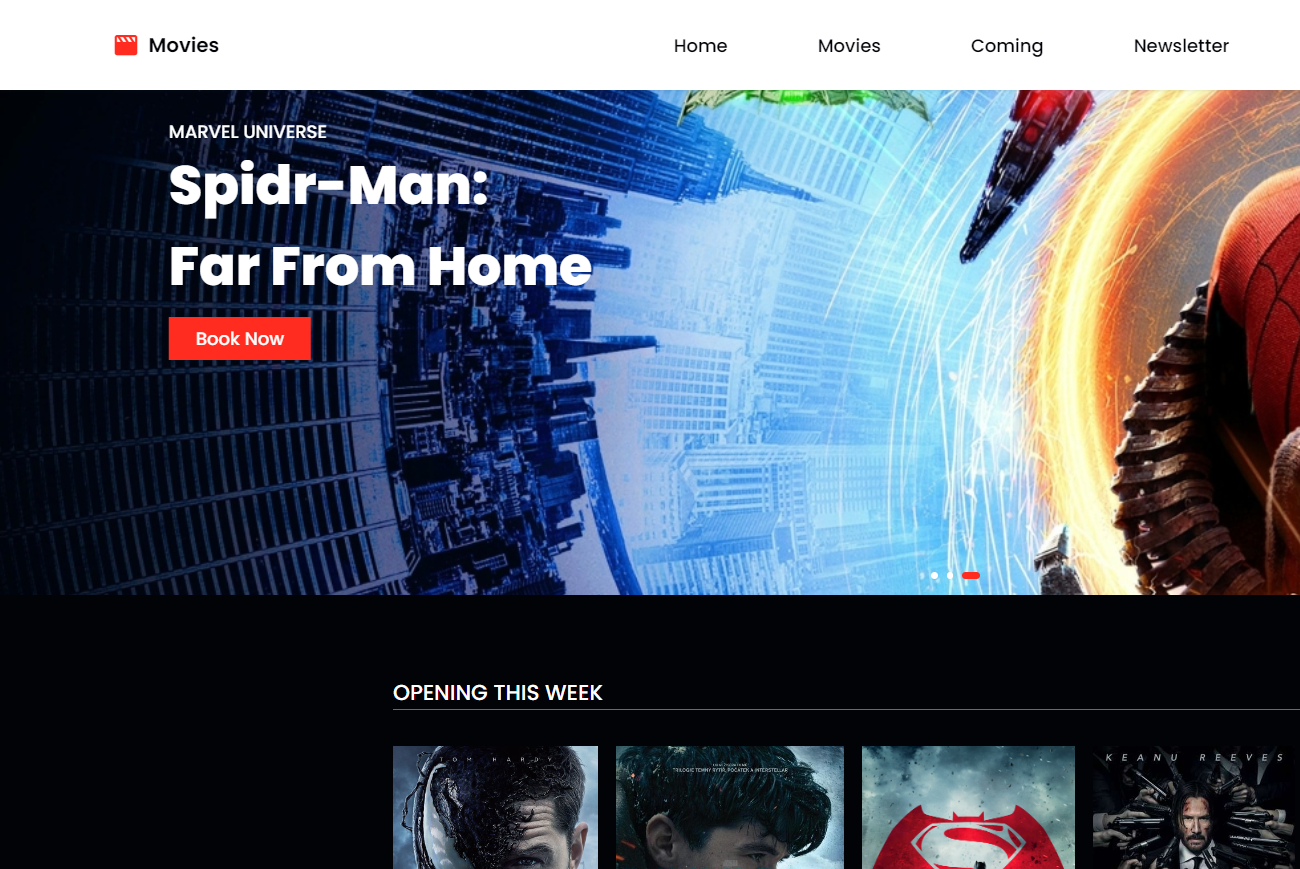 Movies
Home Movies Coming Newsletter
MARVEL UNIVERSE
Spidr-Man:
Far From Home
Book Now
OPENING THIS WEEK
TOM HARDY
KEANU REEVES